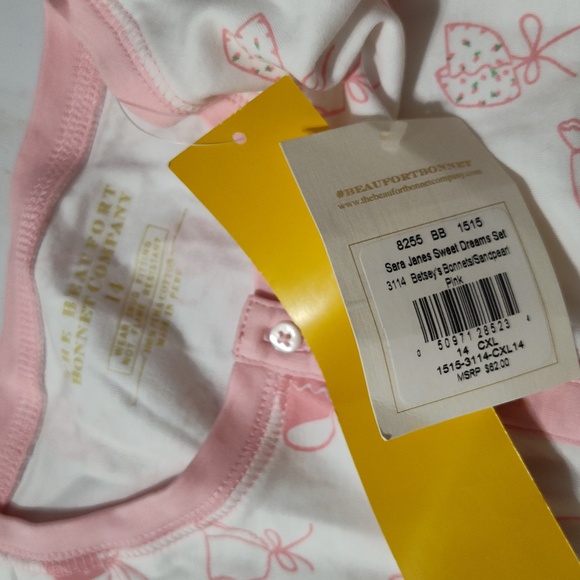 #BEAUFORTBONNET
www.thebeaufortbonnetcompany.com
8255 BB 1515
Sara Janes Sweet Dreams Set
3114 Betsey's Bonnets/Sandpearl
Pink
0 50971 28523 4
14 CXL
1515-3114-CXL14
MSRP $62.00
THE BEAUFORT
BONNET COMPANY
14